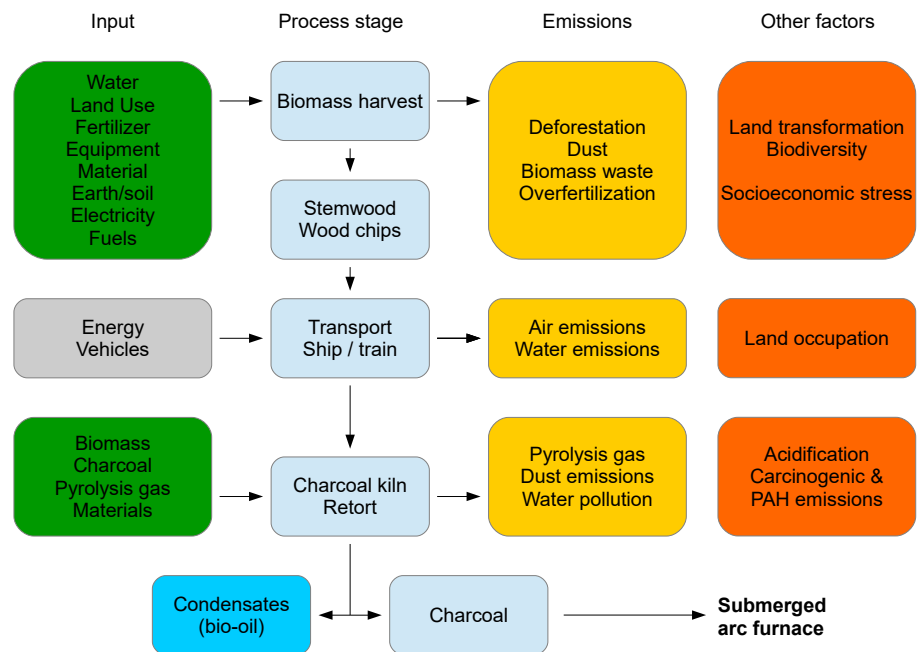 Input
Process stage
Emissions
Other factors
Water
Land Use
Fertilizer
Equipment
Material
Earth/soil
Electricity
Fuels
Biomass harvest
Deforestation
Dust
Biomass waste
Overfertilization
Land transformation
Biodiversity
Socioeconomic stress
Stemwood
Wood chips
Energy
Vehicles
Transport
Ship / train
Air emissions
Water emissions
Land occupation
Biomass
Charcoal
Pyrolysis gas
Materials
Charcoal kiln
Retort
Pyrolysis gas
Dust emissions
Water pollution
Acidification
Carcinogenic &
PAH emissions
Condensates
(bio-oil)
Charcoal
Submerged
arc furnace